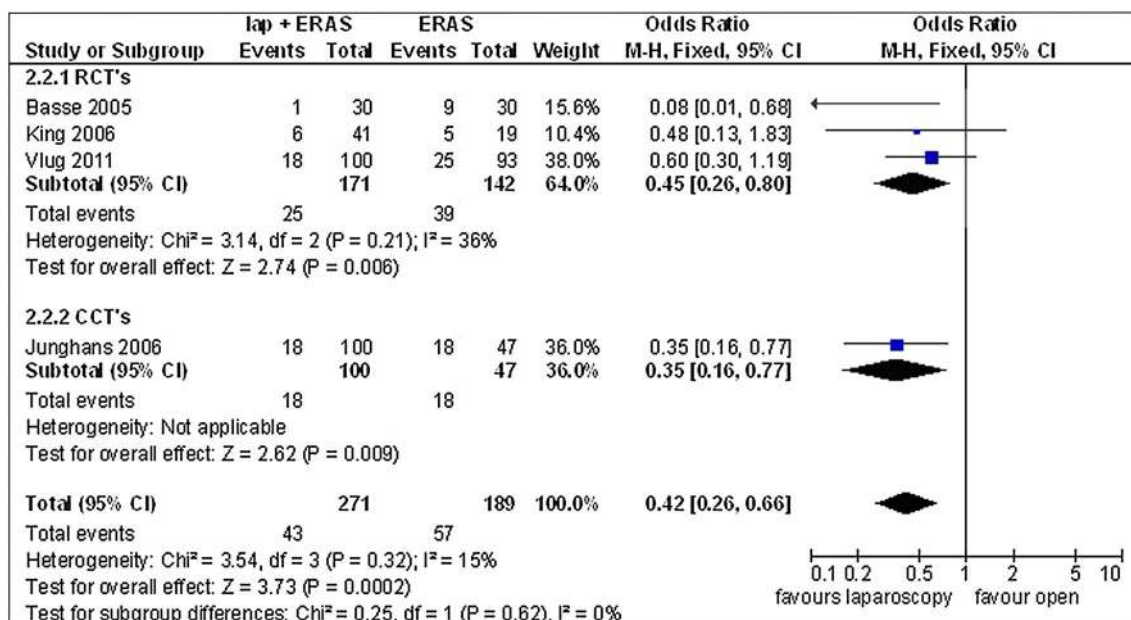 lap + ERAS ERAS Odds Ratio Odds Ratio
Study or Subgroup Events Total Events Total Weight M-H, Fixed, 95% CI M-H, Fixed, 95% CI
2.2.1 RCT's
Basse 2005 1 30 9 30 15.6% 0.08 [0.01, 0.68]
King 2006 6 41 5 19 10.4% 0.48 [0.13, 1.83]
Vlug 2011 18 100 25 93 38.0% 0.60 [0.30, 1.19]
Subtotal (95% CI) 171 142 64.0% 0.45 [0.26, 0.80]
Total events 25 39
Heterogeneity: Chi² = 3.14, df = 2 (P = 0.21); I² = 36%
Test for overall effect: Z = 2.74 (P = 0.006)
2.2.2 CCT's
Junghans 2006 18 100 18 47 36.0% 0.35 [0.16, 0.77]
Subtotal (95% CI) 100 47 36.0% 0.35 [0.16, 0.77]
Total events 18 18
Heterogeneity: Not applicable
Test for overall effect: Z = 2.62 (P = 0.009)
Total (95% CI) 271 189 100.0% 0.42 [0.26, 0.66]
Total events 43 57
Heterogeneity: Chi² = 3.54, df = 3 (P = 0.32); I² = 15%
Test for overall effect: Z = 3.73 (P = 0.0002)
Test for subgroup differences: Chi² = 0.25, df = 1 (P = 0.62), I² = 0%
0.1 0.2 0.5 1 2 5 10
favours laparoscopy favour open